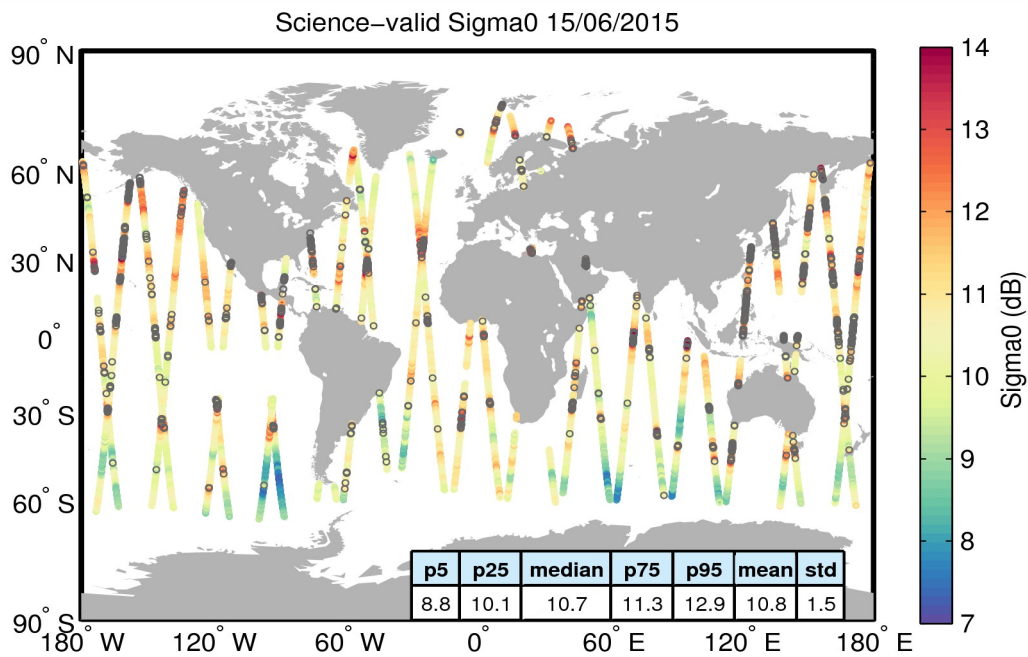 Science−valid Sigma0 15/06/2015
90° N
60° N
30° N
0°
30° S
60° S
90° S
180° W
120° W
60° W
0°
60° E
120° E
180° E
p5 p25 median p75 p95 mean std
8.8 10.1 10.7 11.3 12.9 10.8 1.5
14
13
12
11
10
9
8
7
Sigma0 (dB)